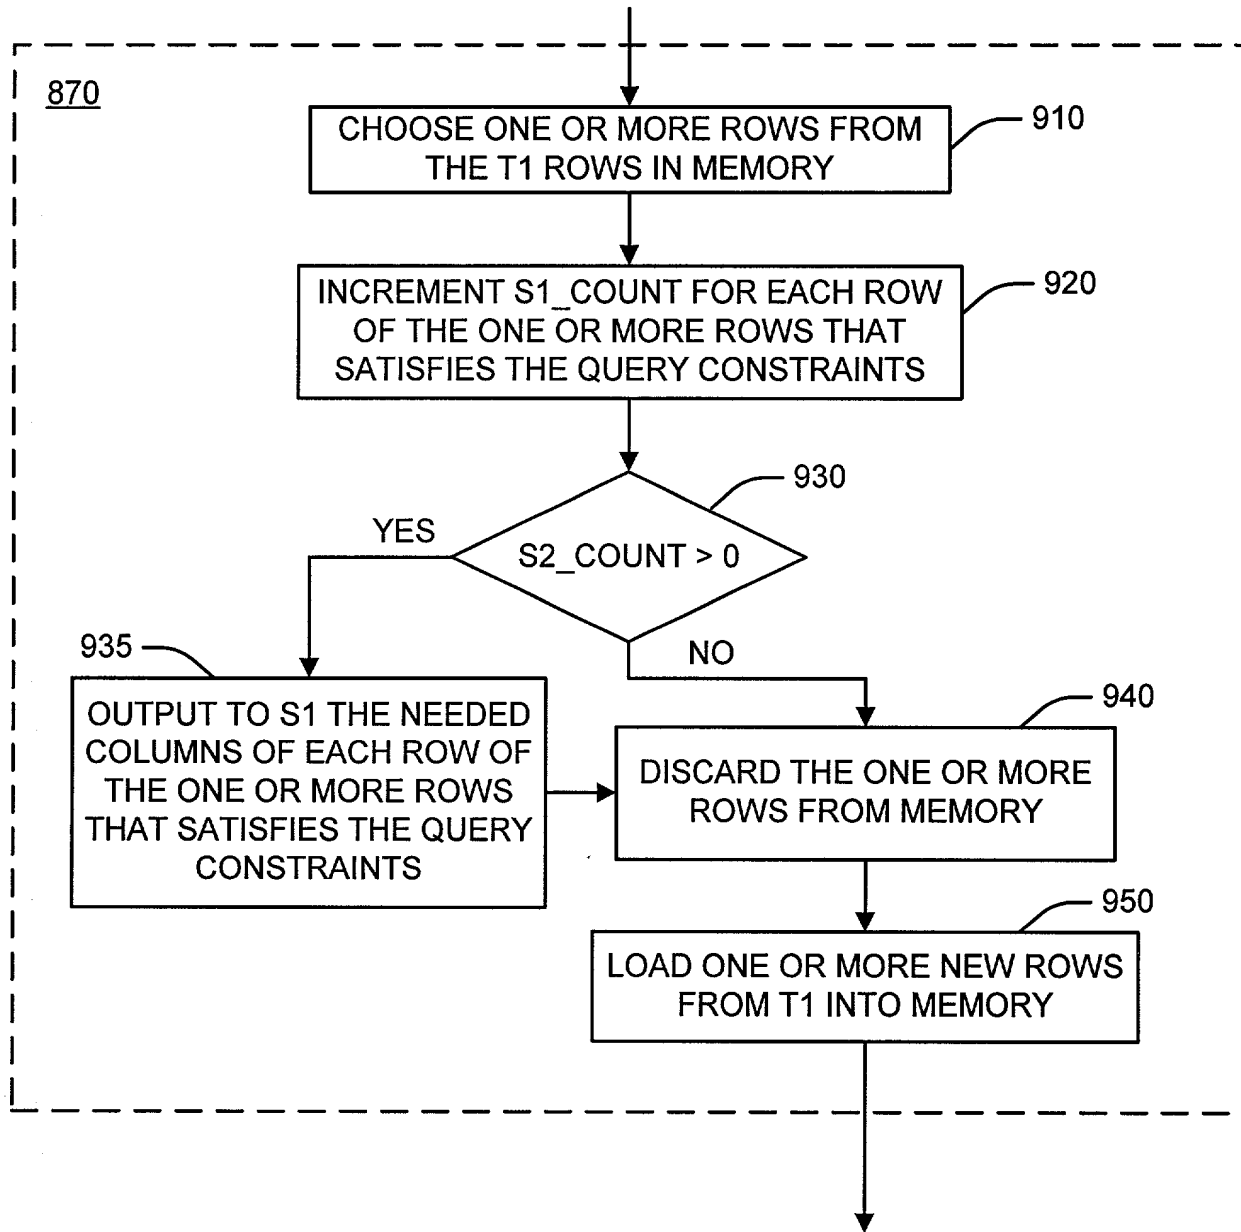 870
CHOOSE ONE OR MORE ROWS FROM
THE T1 ROWS IN MEMORY
910
INCREMENT S1_COUNT FOR EACH ROW
OF THE ONE OR MORE ROWS THAT
SATISFIES THE QUERY CONSTRAINTS
920
930
YES
S2_COUNT > 0
NO
935
OUTPUT TO S1 THE NEEDED
COLUMNS OF EACH ROW OF
THE ONE OR MORE ROWS
THAT SATISFIES THE QUERY
CONSTRAINTS
940
DISCARD THE ONE OR MORE
ROWS FROM MEMORY
950
LOAD ONE OR MORE NEW ROWS
FROM T1 INTO MEMORY